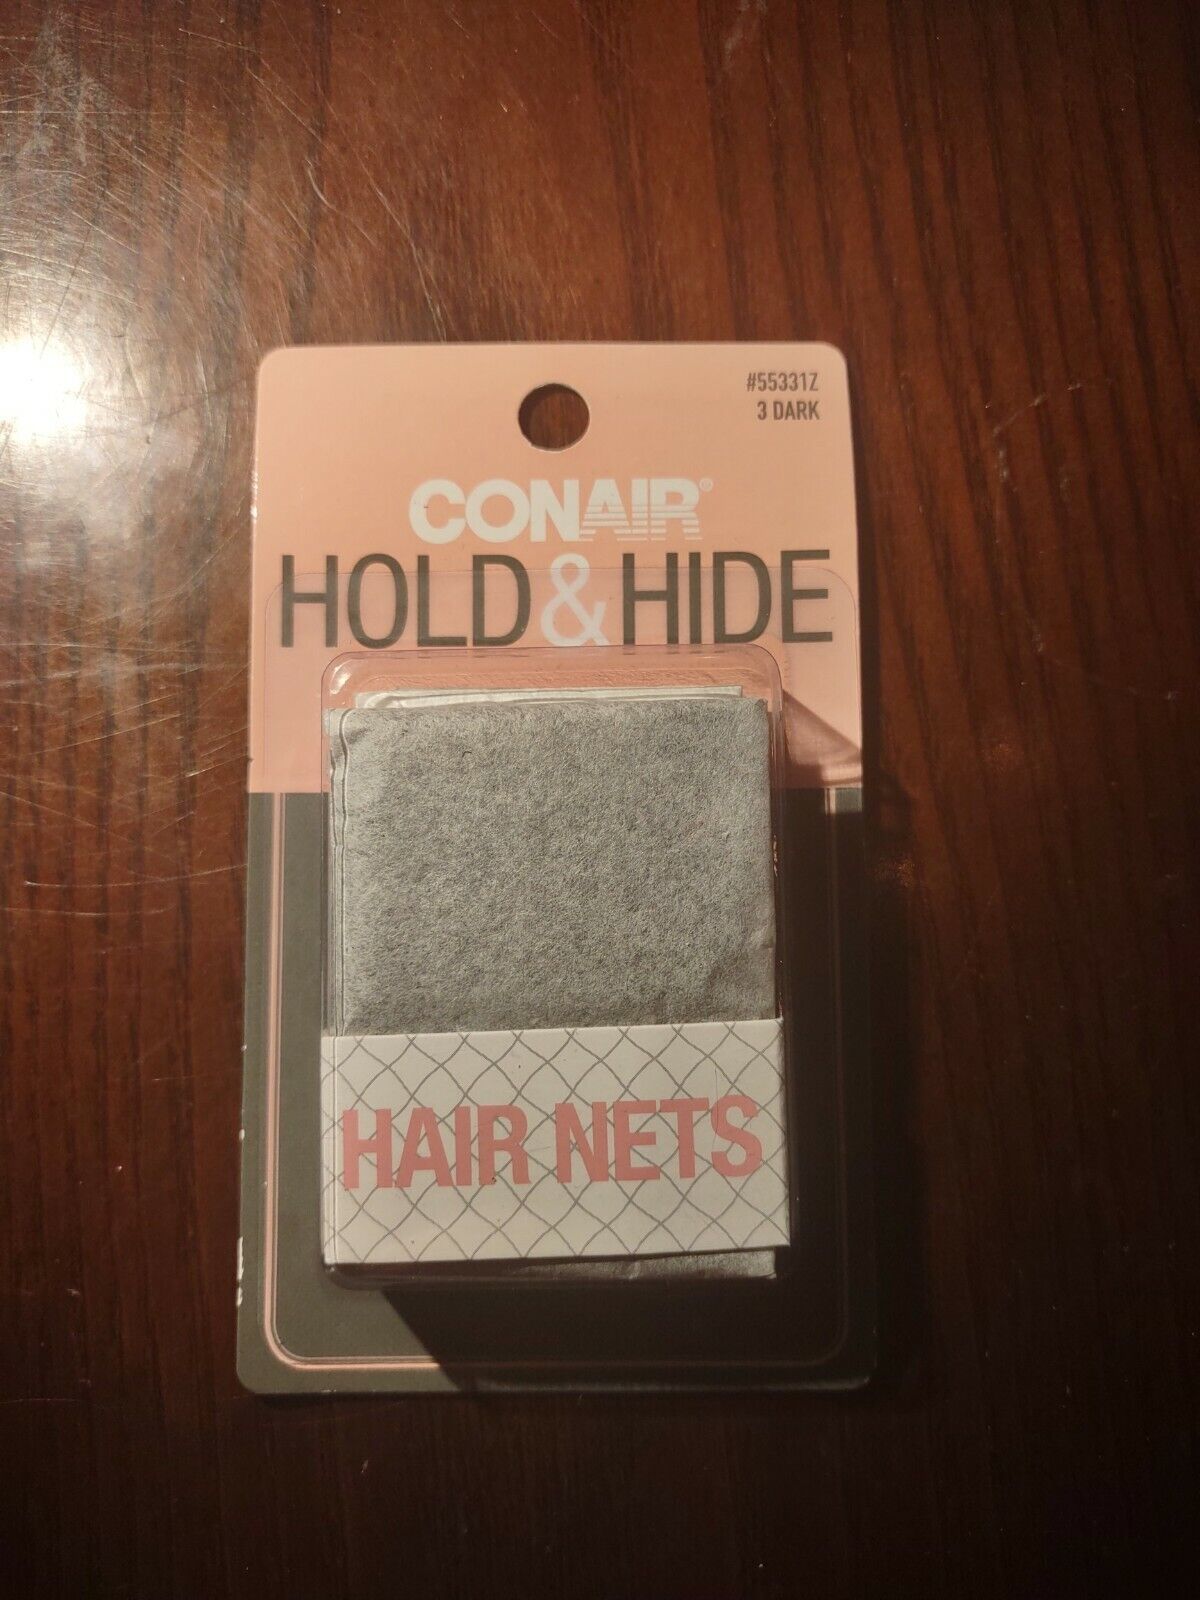 #55331Z
3 DARK
CONAIR®
HOLD & HIDE
HAIR NETS